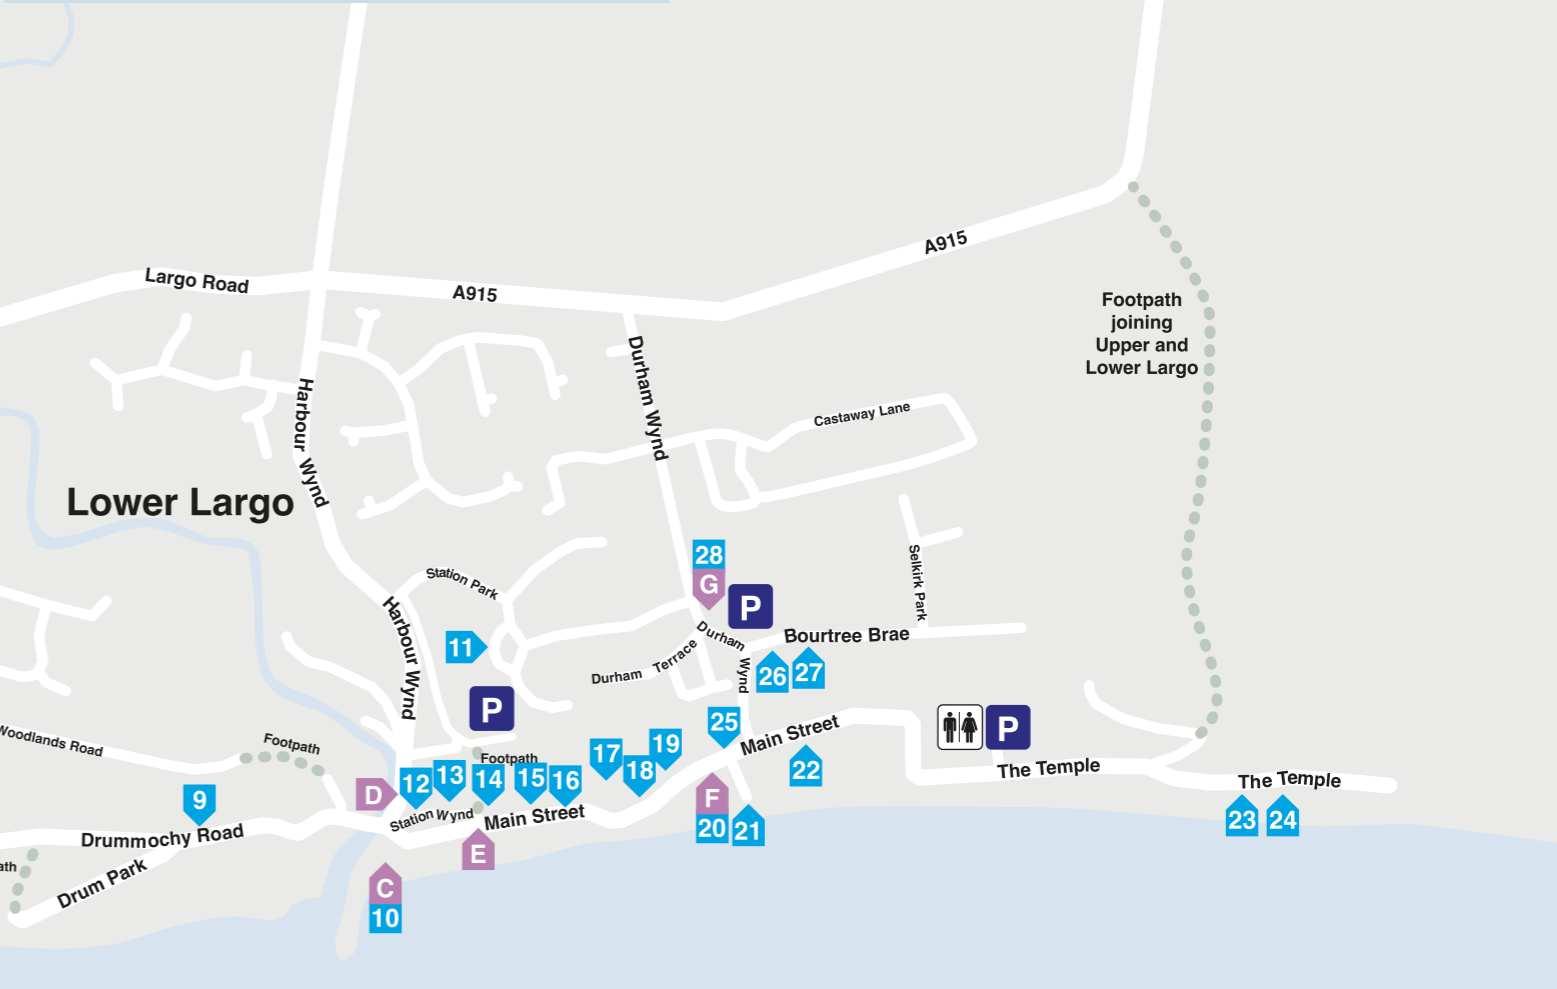 A915
Largo Road
A915
Footpath
joining
Upper and
Lower Largo
Durham Wynd
Harbour Wynd
Castaway Lane
Lower Largo
28
G
P
Selkirk Park
Station Park
Harbour Wynd
Durham Wynd
Bourtree Brae
11
Durham Terrace
26
27
P
25
Main Street
P
Woodlands Road
Footpath
Footpath
17
19
18
22
The Temple
The Temple
9
D
12
13
14
15
16
Station Wynd
Main Street
F
20
21
23
24
Drummochy Road
E
Drum Park
ath
C
10